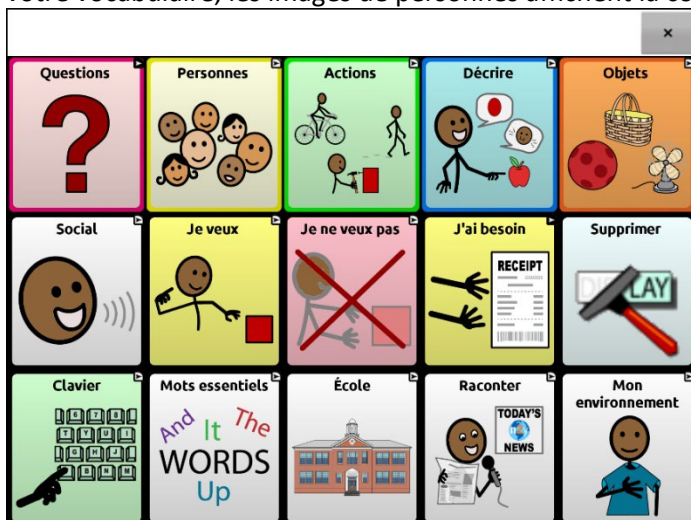 ×
Questions
Personnes
Actions
Décrire
Objets
Social
Je veux
Je ne veux pas
J'ai besoin
RECEIPT
Supprimer
Clavier
Mots essentiels
And
It
The
WORDS
Up
École
Raconter
TODAY'S
NEWS
Mon
environnement